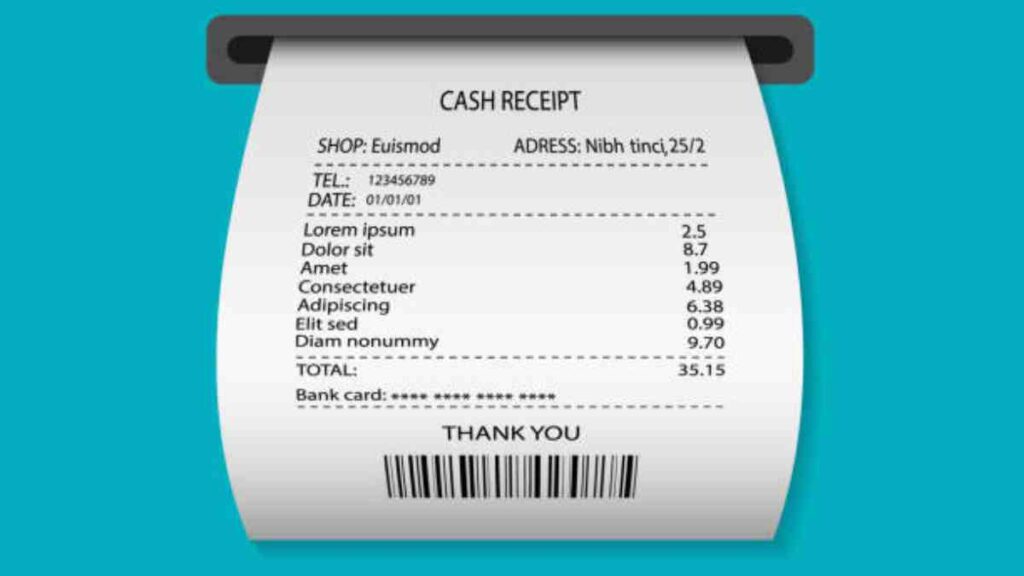 CASH RECEIPT
SHOP: Euismod ADRESS: Nibh tinci,25/2
TEL.: 123456789
DATE: 01/01/01
Lorem ipsum 2.5
Dolor sit 8.7
Amet 1.99
Consectetuer 4.89
Adipiscing 6.38
Elit sed 0.99
Diam nonummy 9.70
TOTAL: 35.15
Bank card: **** **** **** ****
THANK YOU